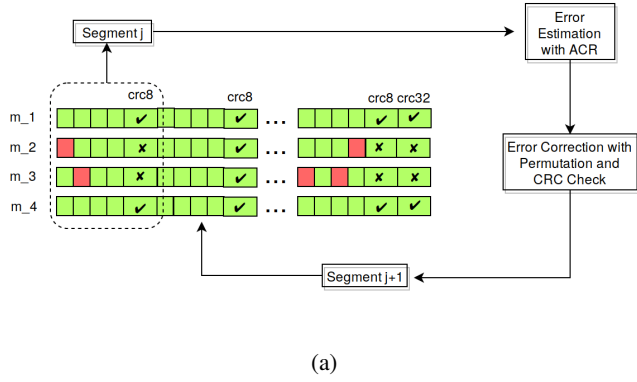 Segment j
Error
Estimation
with ACR
crc8
crc8
crc8 crc32
m_1
✔
✔
...
✔
✔
m_2
✘
✔
...
✘
✘
m_3
✘
✔
...
✘
✘
m_4
✔
✔
...
✔
✔
Error Correction with
Permutation and
CRC Check
Segment j+1
(a)